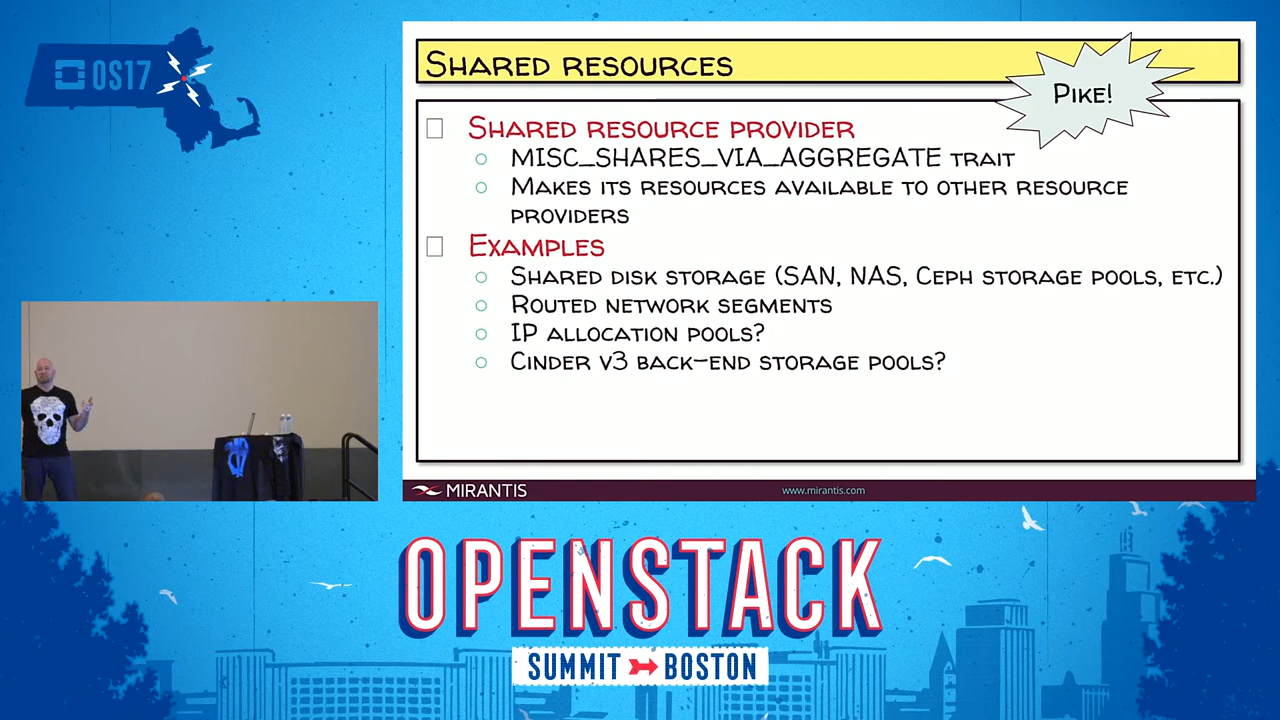 OS17
SHARED RESOURCES
PIKE!
SHARED RESOURCE PROVIDER
MISC_SHARES_VIA_AGGREGATE TRAIT
MAKES ITS RESOURCES AVAILABLE TO OTHER RESOURCE
PROVIDERS
EXAMPLES
SHARED DISK STORAGE (SAN, NAS, CEPH STORAGE POOLS, ETC.)
ROUTED NETWORK SEGMENTS
IP ALLOCATION POOLS?
CINDER V3 BACK-END STORAGE POOLS?
MIRANTIS
www.mirantis.com
OPENSTACK
SUMMIT BOSTON